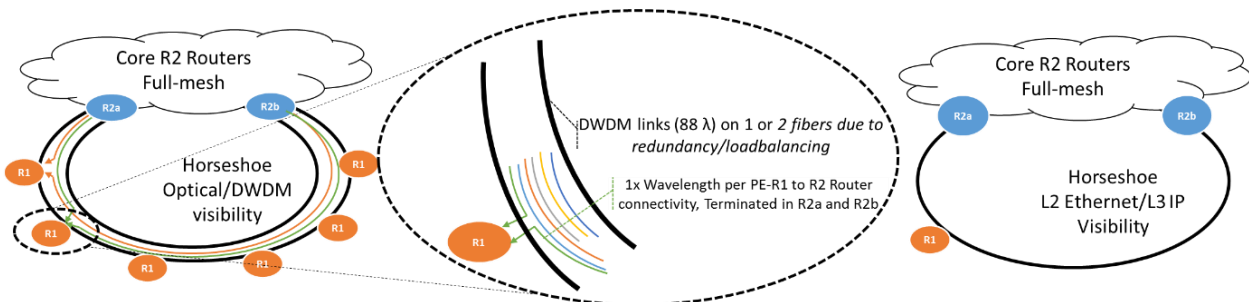 Core R2 Routers
Full-mesh
R2a
R2b
R1
R1
Horseshoe
Optical/DWDM
visibility
R1
R1
R1
R1
DWDM links (88 λ) on 1 or 2 fibers due to
redundancy/loadbalancing
1x Wavelength per PE-R1 to R2 Router
connectivity, Terminated in R2a and R2b
R1
Core R2 Routers
Full-mesh
R2a
R2b
Horseshoe
L2 Ethernet/L3 IP
Visibility
R1